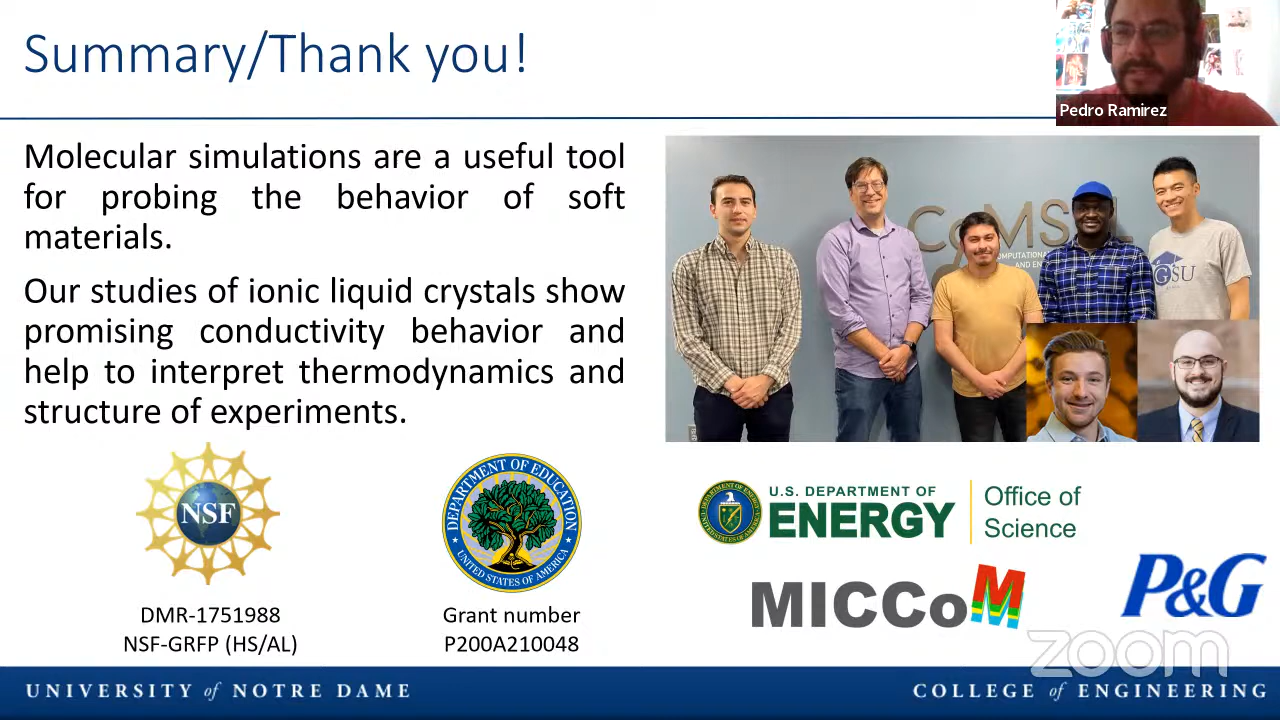 Summary/Thank you!
Pedro Ramirez
Molecular simulations are a useful tool
for probing the behavior of soft
materials.
Our studies of ionic liquid crystals show
promising conductivity behavior and
help to interpret thermodynamics and
structure of experiments.
NSF
DMR-1751988
NSF-GRFP (HS/AL)
DEPARTMENT OF EDUCATION
UNITED STATES OF AMERICA
Grant number
P200A210048
GSU
U.S. DEPARTMENT OF
ENERGY
Office of
Science
MICCoM
P&G
zoom
UNIVERSITY of NOTRE DAME
COLLEGE of ENGINEERING